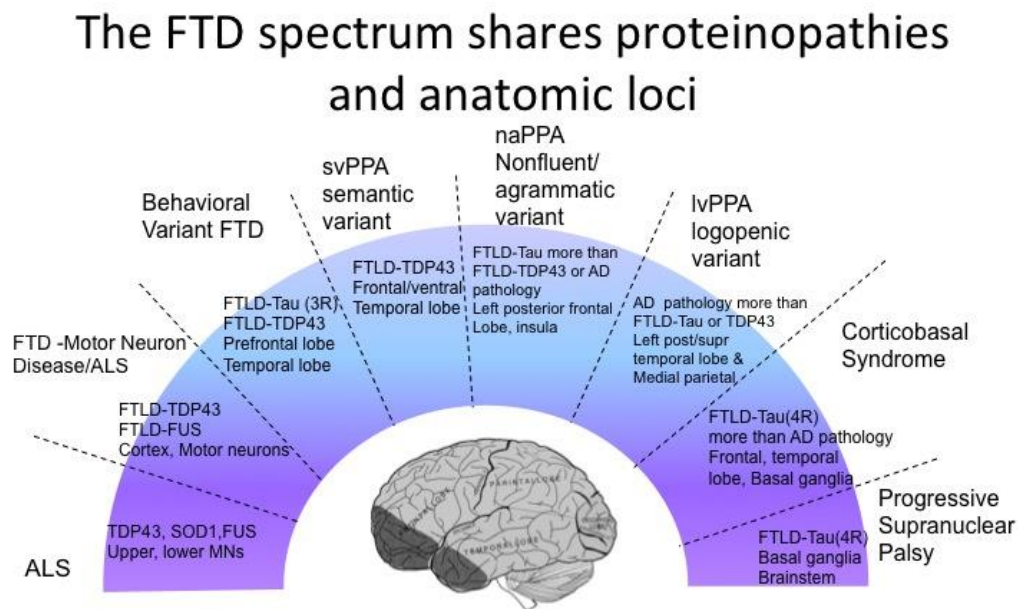 The FTD spectrum shares proteinopathies
and anatomic loci
naPPA
Nonfluent/
agrammatic
variant
svPPA
semantic
variant
lvPPA
logopenic
variant
Behavioral
Variant FTD
FTD -Motor Neuron
Disease/ALS
Corticobasal
Syndrome
Progressive
Supranuclear
Palsy
ALS
TDP43, SOD1,FUS
Upper, lower MNs
FTLD-TDP43
FTLD-FUS
Cortex, Motor neurons
FTLD-Tau (3R)
FTLD-TDP43
Prefrontal lobe
Temporal lobe
FTLD-TDP43
Frontal/ventral
Temporal lobe
FTLD-Tau more than
FTLD-TDP43 or AD
pathology
Left posterior frontal
Lobe, insula
AD pathology more than
FTLD-Tau or TDP43
Left post/supr
temporal lobe &
Medial parietal
FTLD-Tau(4R)
more than AD pathology
Frontal, temporal
lobe, Basal ganglia
FTLD-Tau(4R)
Basal ganglia
Brainstem